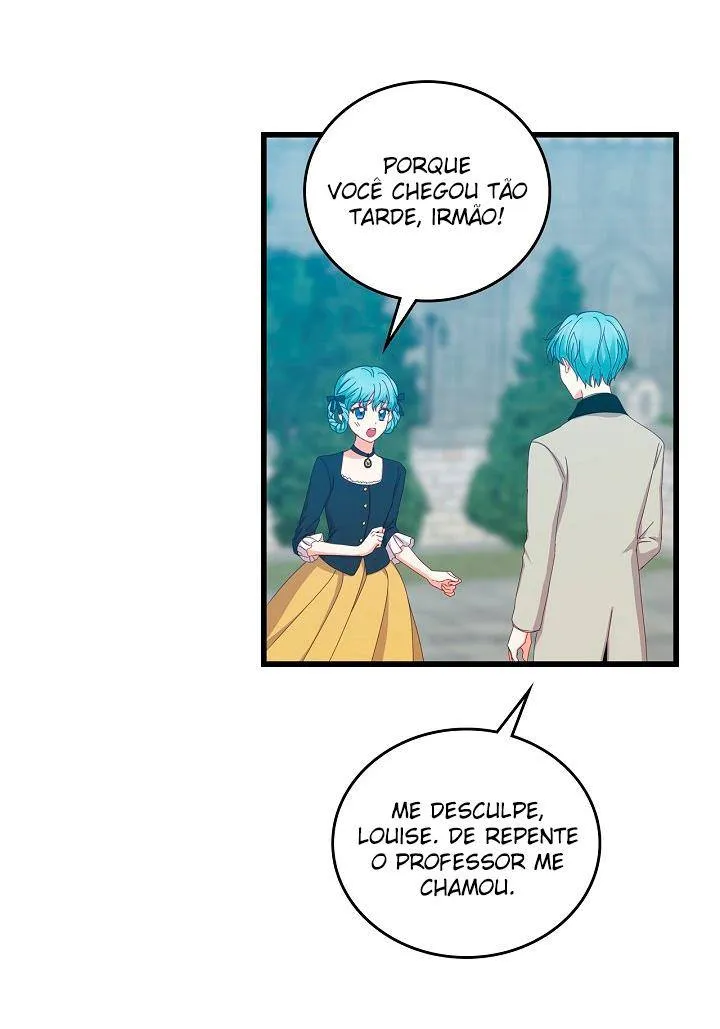 PORQUE
VOCÊ CHEGOU TÃO
TARDE, IRMÃO!
ME DESCULPE,
LOUISE. DE REPENTE
O PROFESSOR ME
CHAMOU.